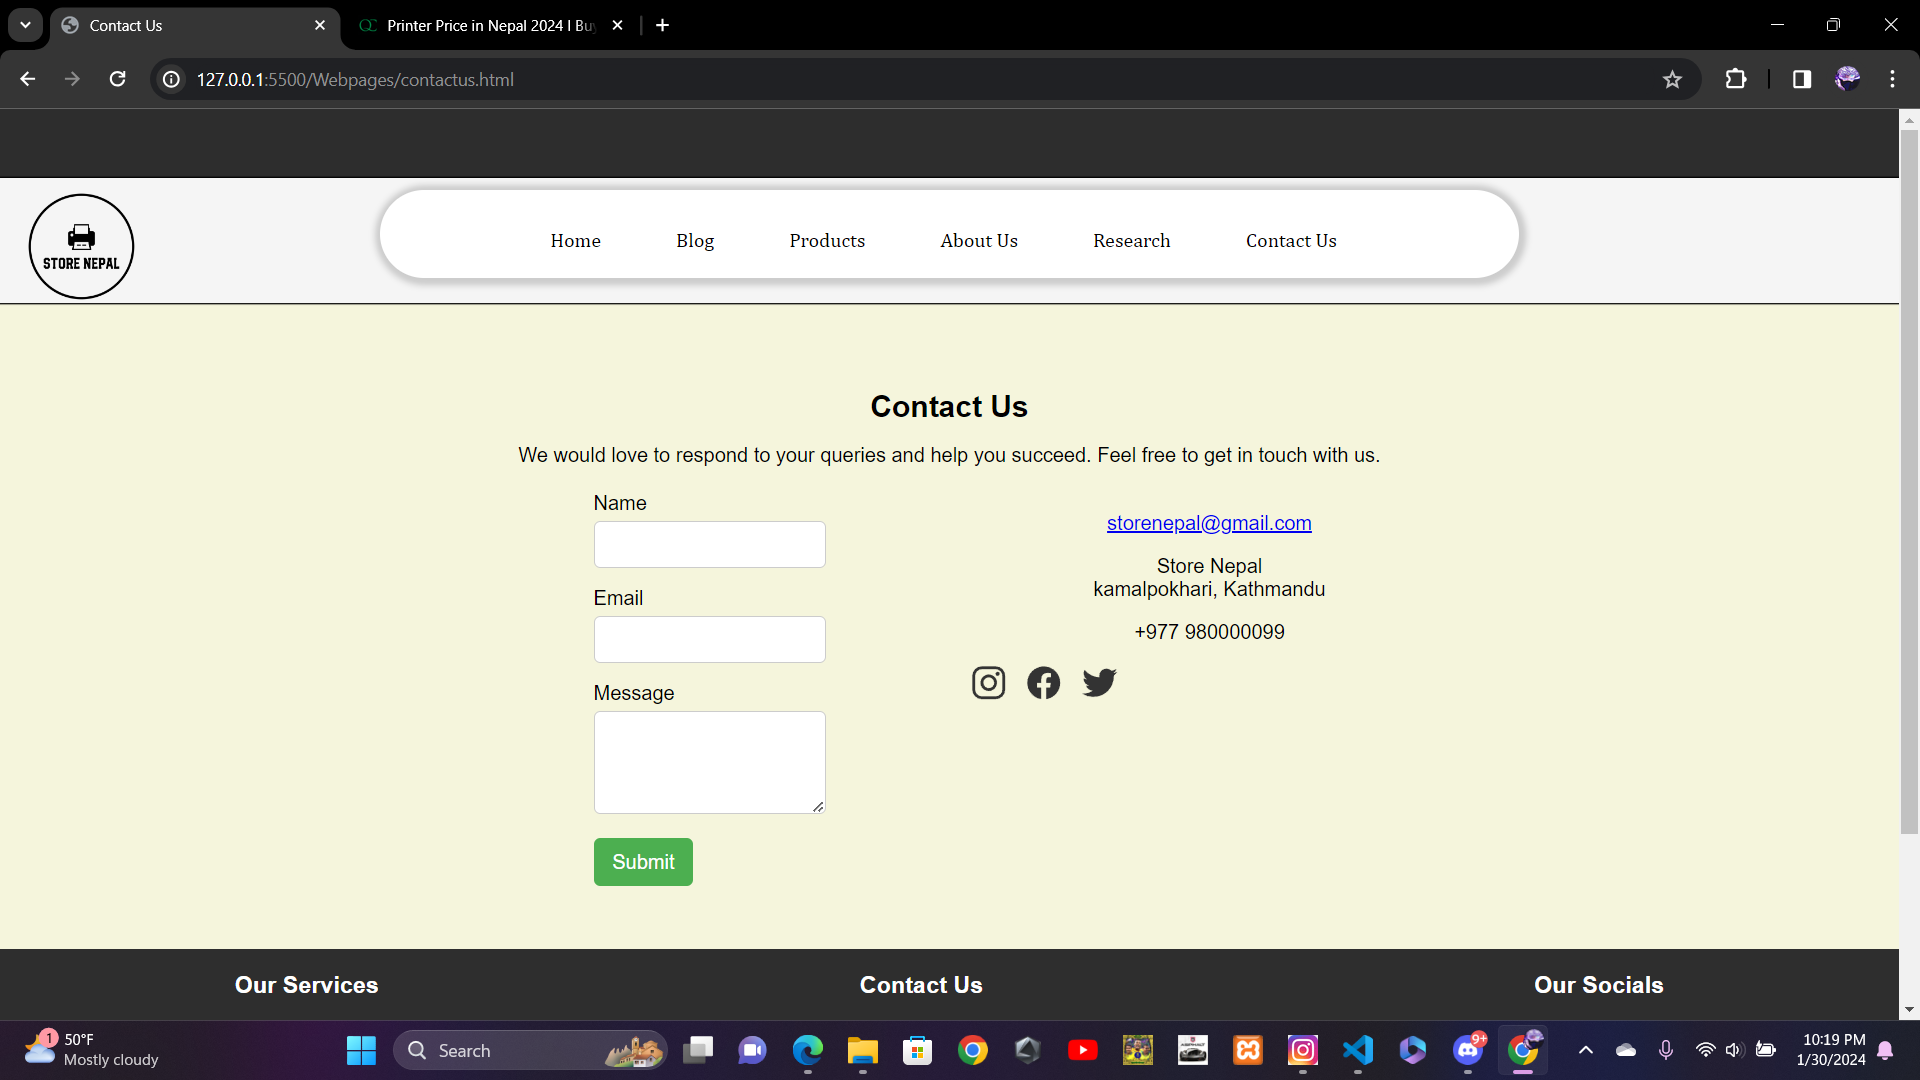 Contact Us
Printer Price in Nepal 2024 I Bu
127.0.0.1:5500/Webpages/contactus.html
STORE NEPAL
Home
Blog
Products
About Us
Research
Contact Us
Contact Us
We would love to respond to your queries and help you succeed. Feel free to get in touch with us.
Name
Email
Message
Submit
storenepal@gmail.com
Store Nepal
kamalpokhari, Kathmandu
+977 980000099
Our Services
Contact Us
Our Socials
1
50°F
Mostly cloudy
Search
9+
10:19 PM
1/30/2024